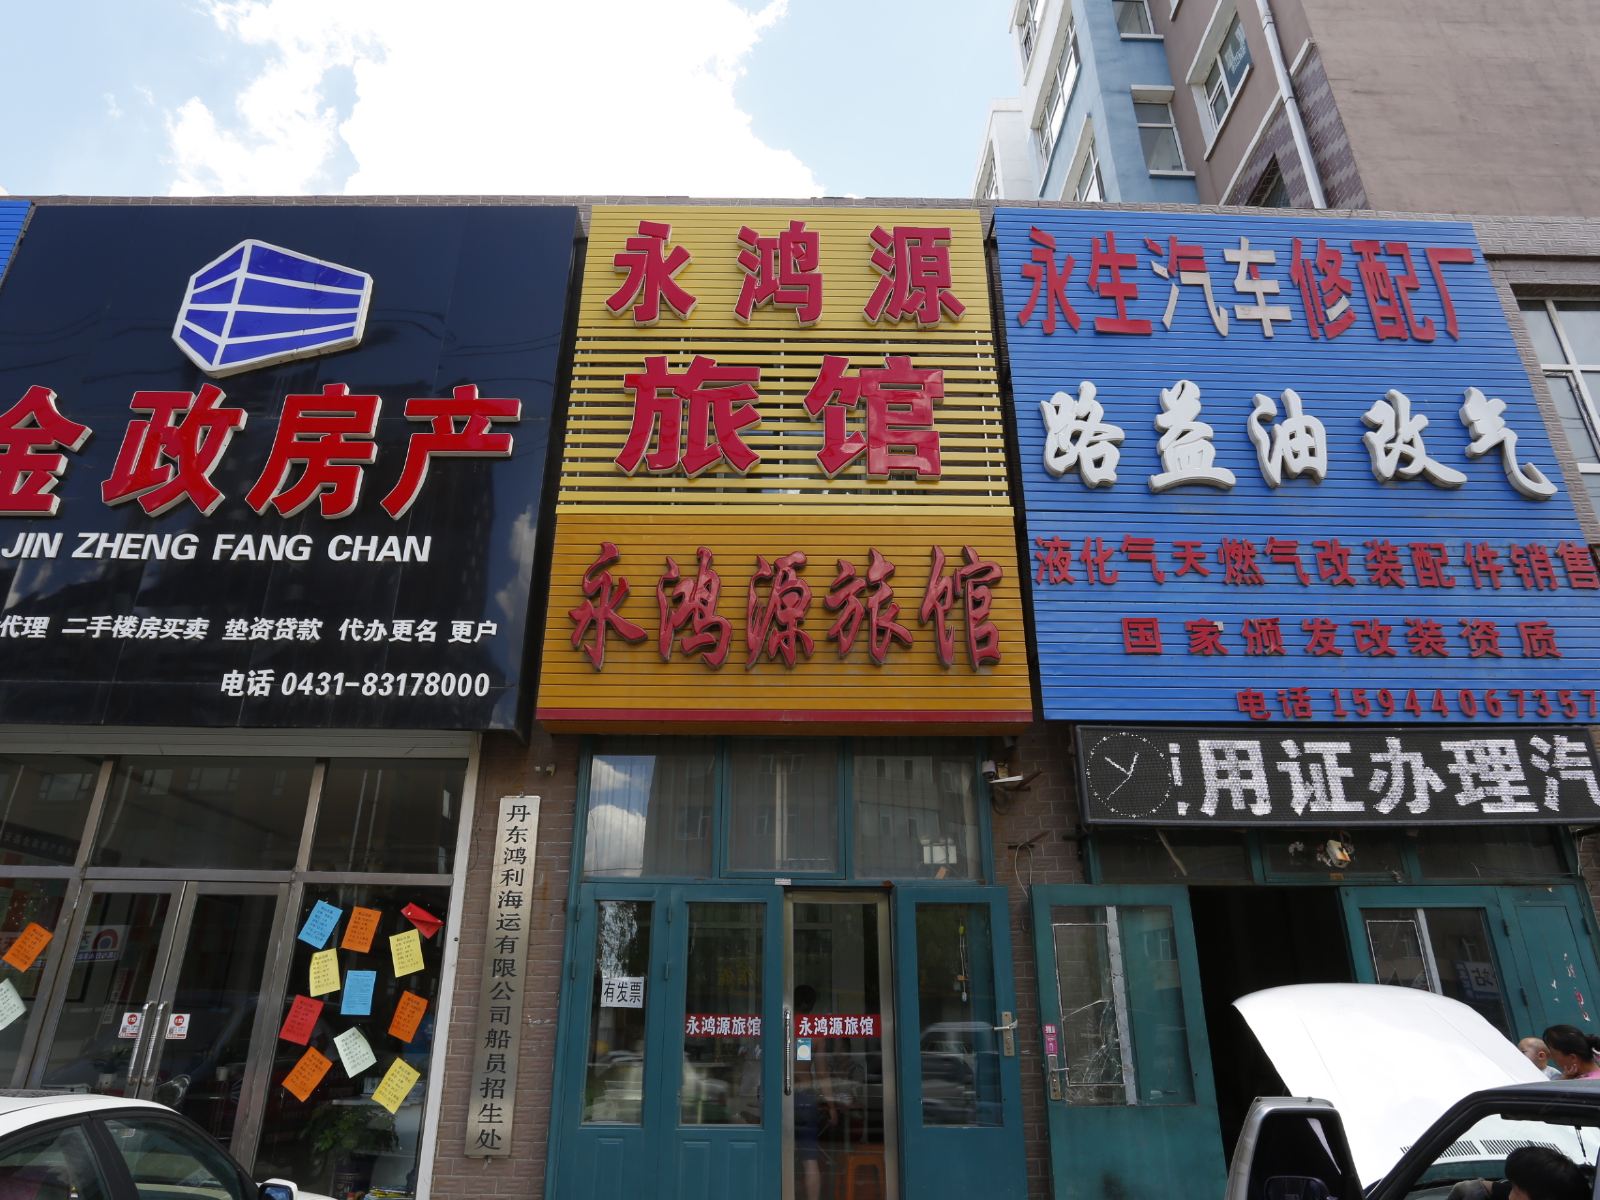 金政房产
JIN ZHENG FANG CHAN
代理 二手楼房买卖 垫资贷款 代办更名 更户
电话 0431-83178000
永鸿源
旅馆
永鸿源旅馆
永生汽车修配厂
路益油改气
液化气天燃气改装配件销售
国家颁发改装资质
电话 15944067357
用证办理汽
丹东鸿利海运有限公司船员招生处
有发票
永鸿源旅馆
永鸿源旅馆